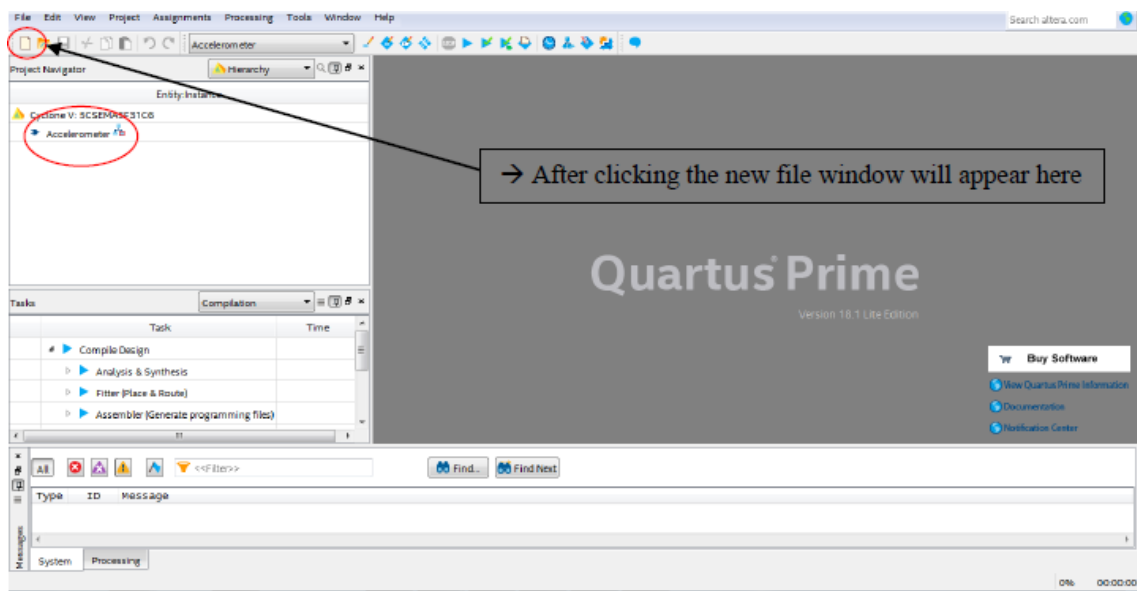 File Edit View Project Assignments Processing Tools Window Help
Search altera.com
Accelerometer
Project Navigator
Hierarchy
Entity:Instance
Cyclone V: 5CSEMA5F31C6
Accelerometer
→ After clicking the new file window will appear here
Quartus Prime
Version 18.1 Lite Edition
Tasks
Compilation
Task Time
Compile Design
Analysis & Synthesis
Fitter (Place & Route)
Assembler (Generate programming files)
Buy Software
View Quartus Prime Information
Documentation
Notification Center
All
<<Filter>>
Find...
Find Next
Type ID Message
Messages
System Processing
0% 00:00:00